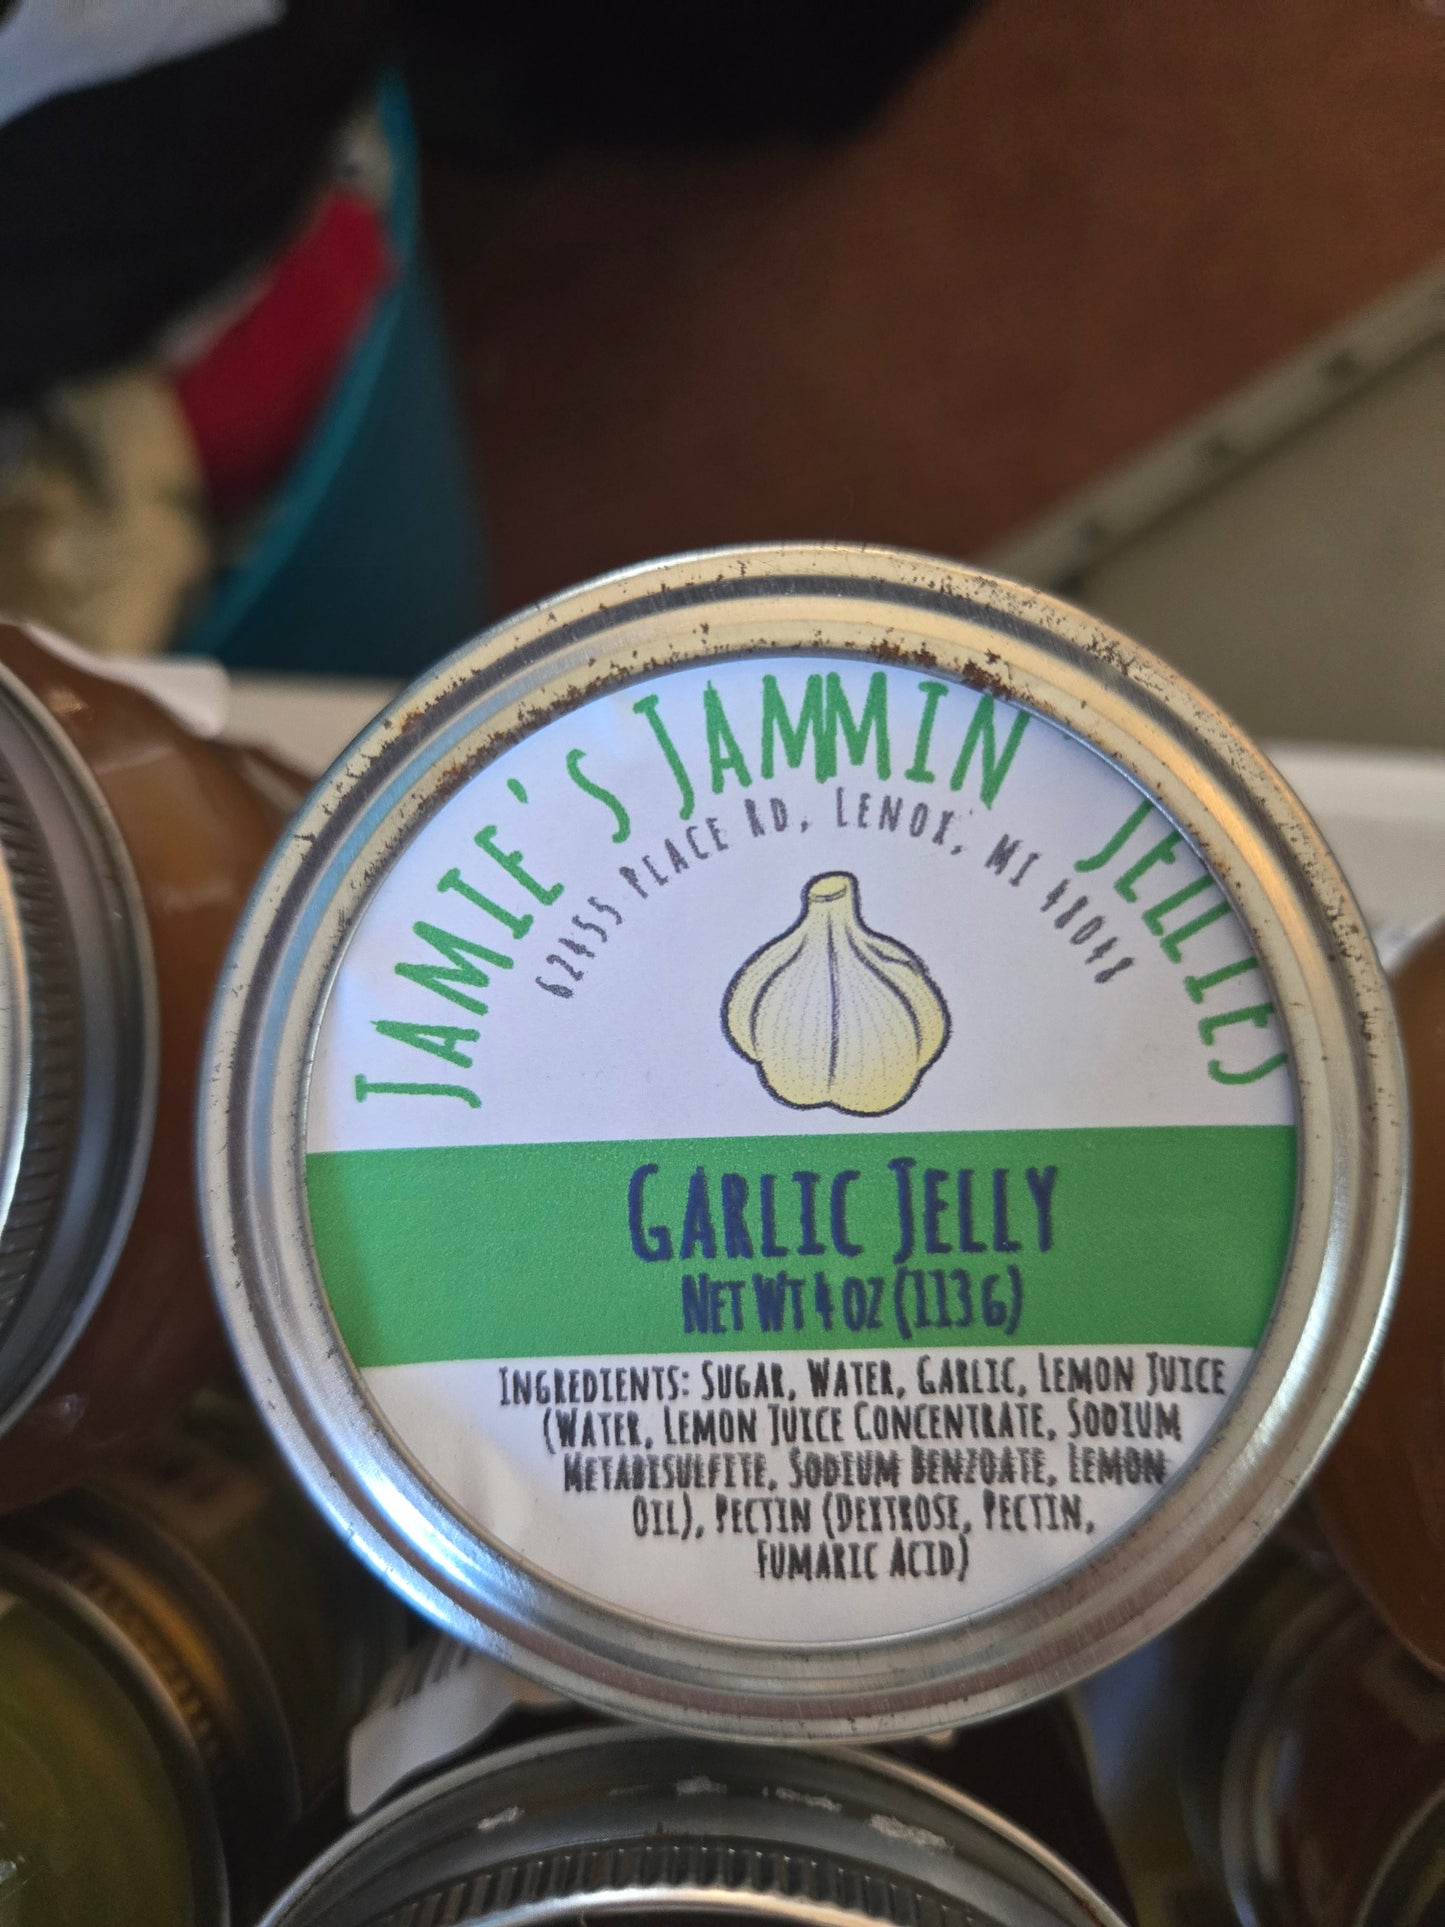 Jamie's Jammin Jellies
62455 Place Rd, Lenox, MI 48048
Garlic Jelly
Net Wt 4 oz (113 g)
Ingredients: Sugar, Water, Garlic, Lemon Juice
(Water, Lemon Juice Concentrate, Sodium
Metabisulfite, Sodium Benzoate, Lemon
Oil), Pectin (Dextrose, Pectin,
Fumaric Acid)